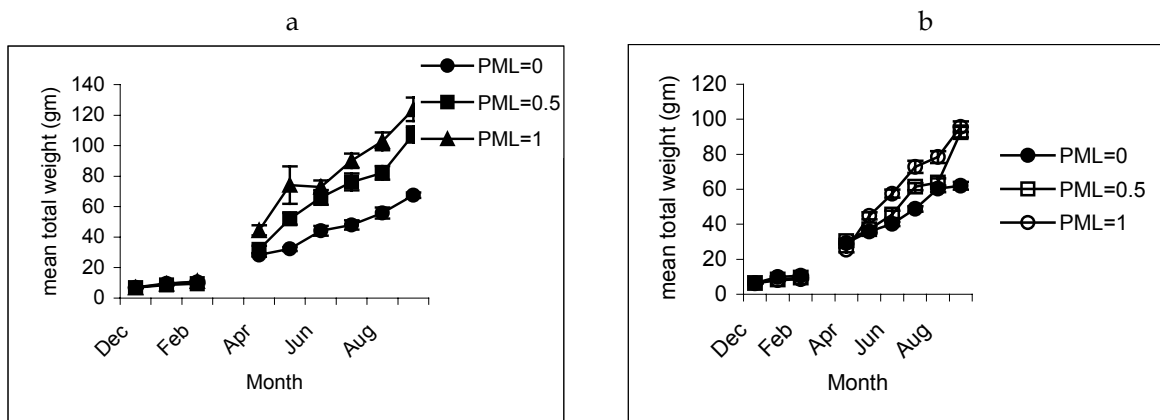 a
PML=0
PML=0.5
PML=1
mean total weight (gm)
140
120
100
80
60
40
20
0
Dec
Feb
Apr
Jun
Aug
Month
b
PML=0
PML=0.5
PML=1
mean total weight (gm)
120
100
80
60
40
20
0
Dec
Feb
Apr
Jun
Aug
Month